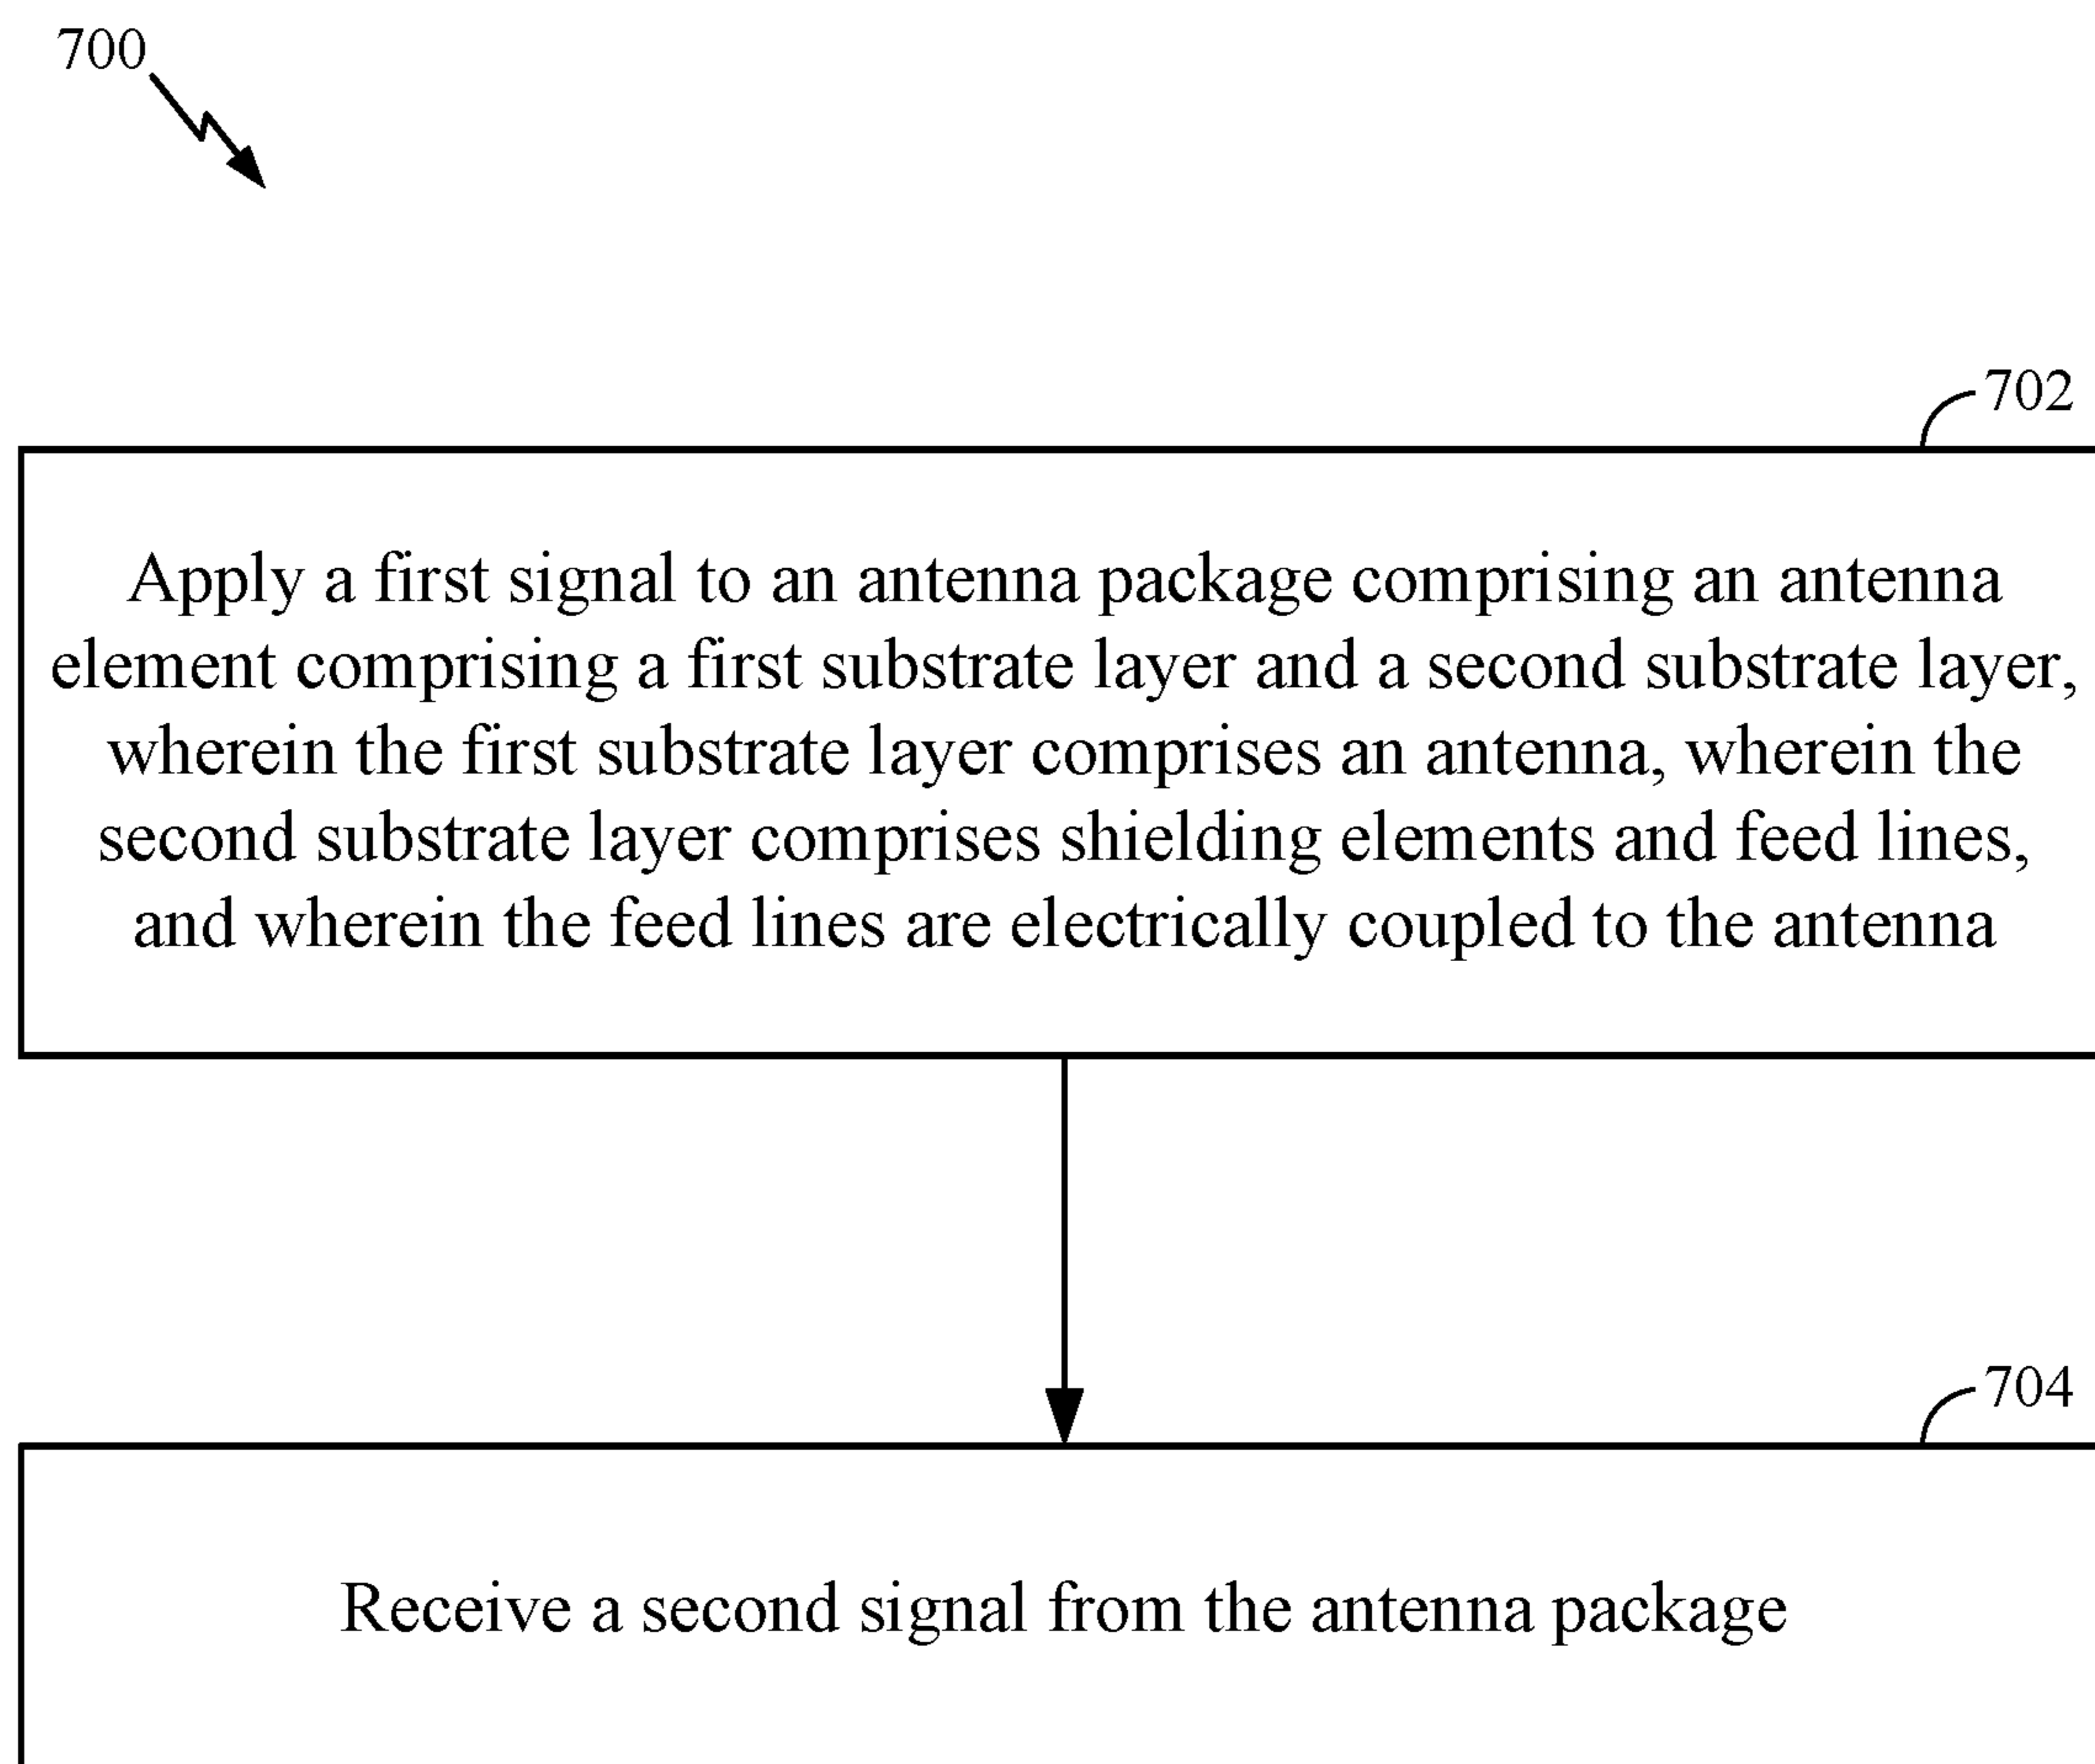 700
702
Apply a first signal to an antenna package comprising an antenna
element comprising a first substrate layer and a second substrate layer,
wherein the first substrate layer comprises an antenna, wherein the
second substrate layer comprises shielding elements and feed lines,
and wherein the feed lines are electrically coupled to the antenna
704
Receive a second signal from the antenna package